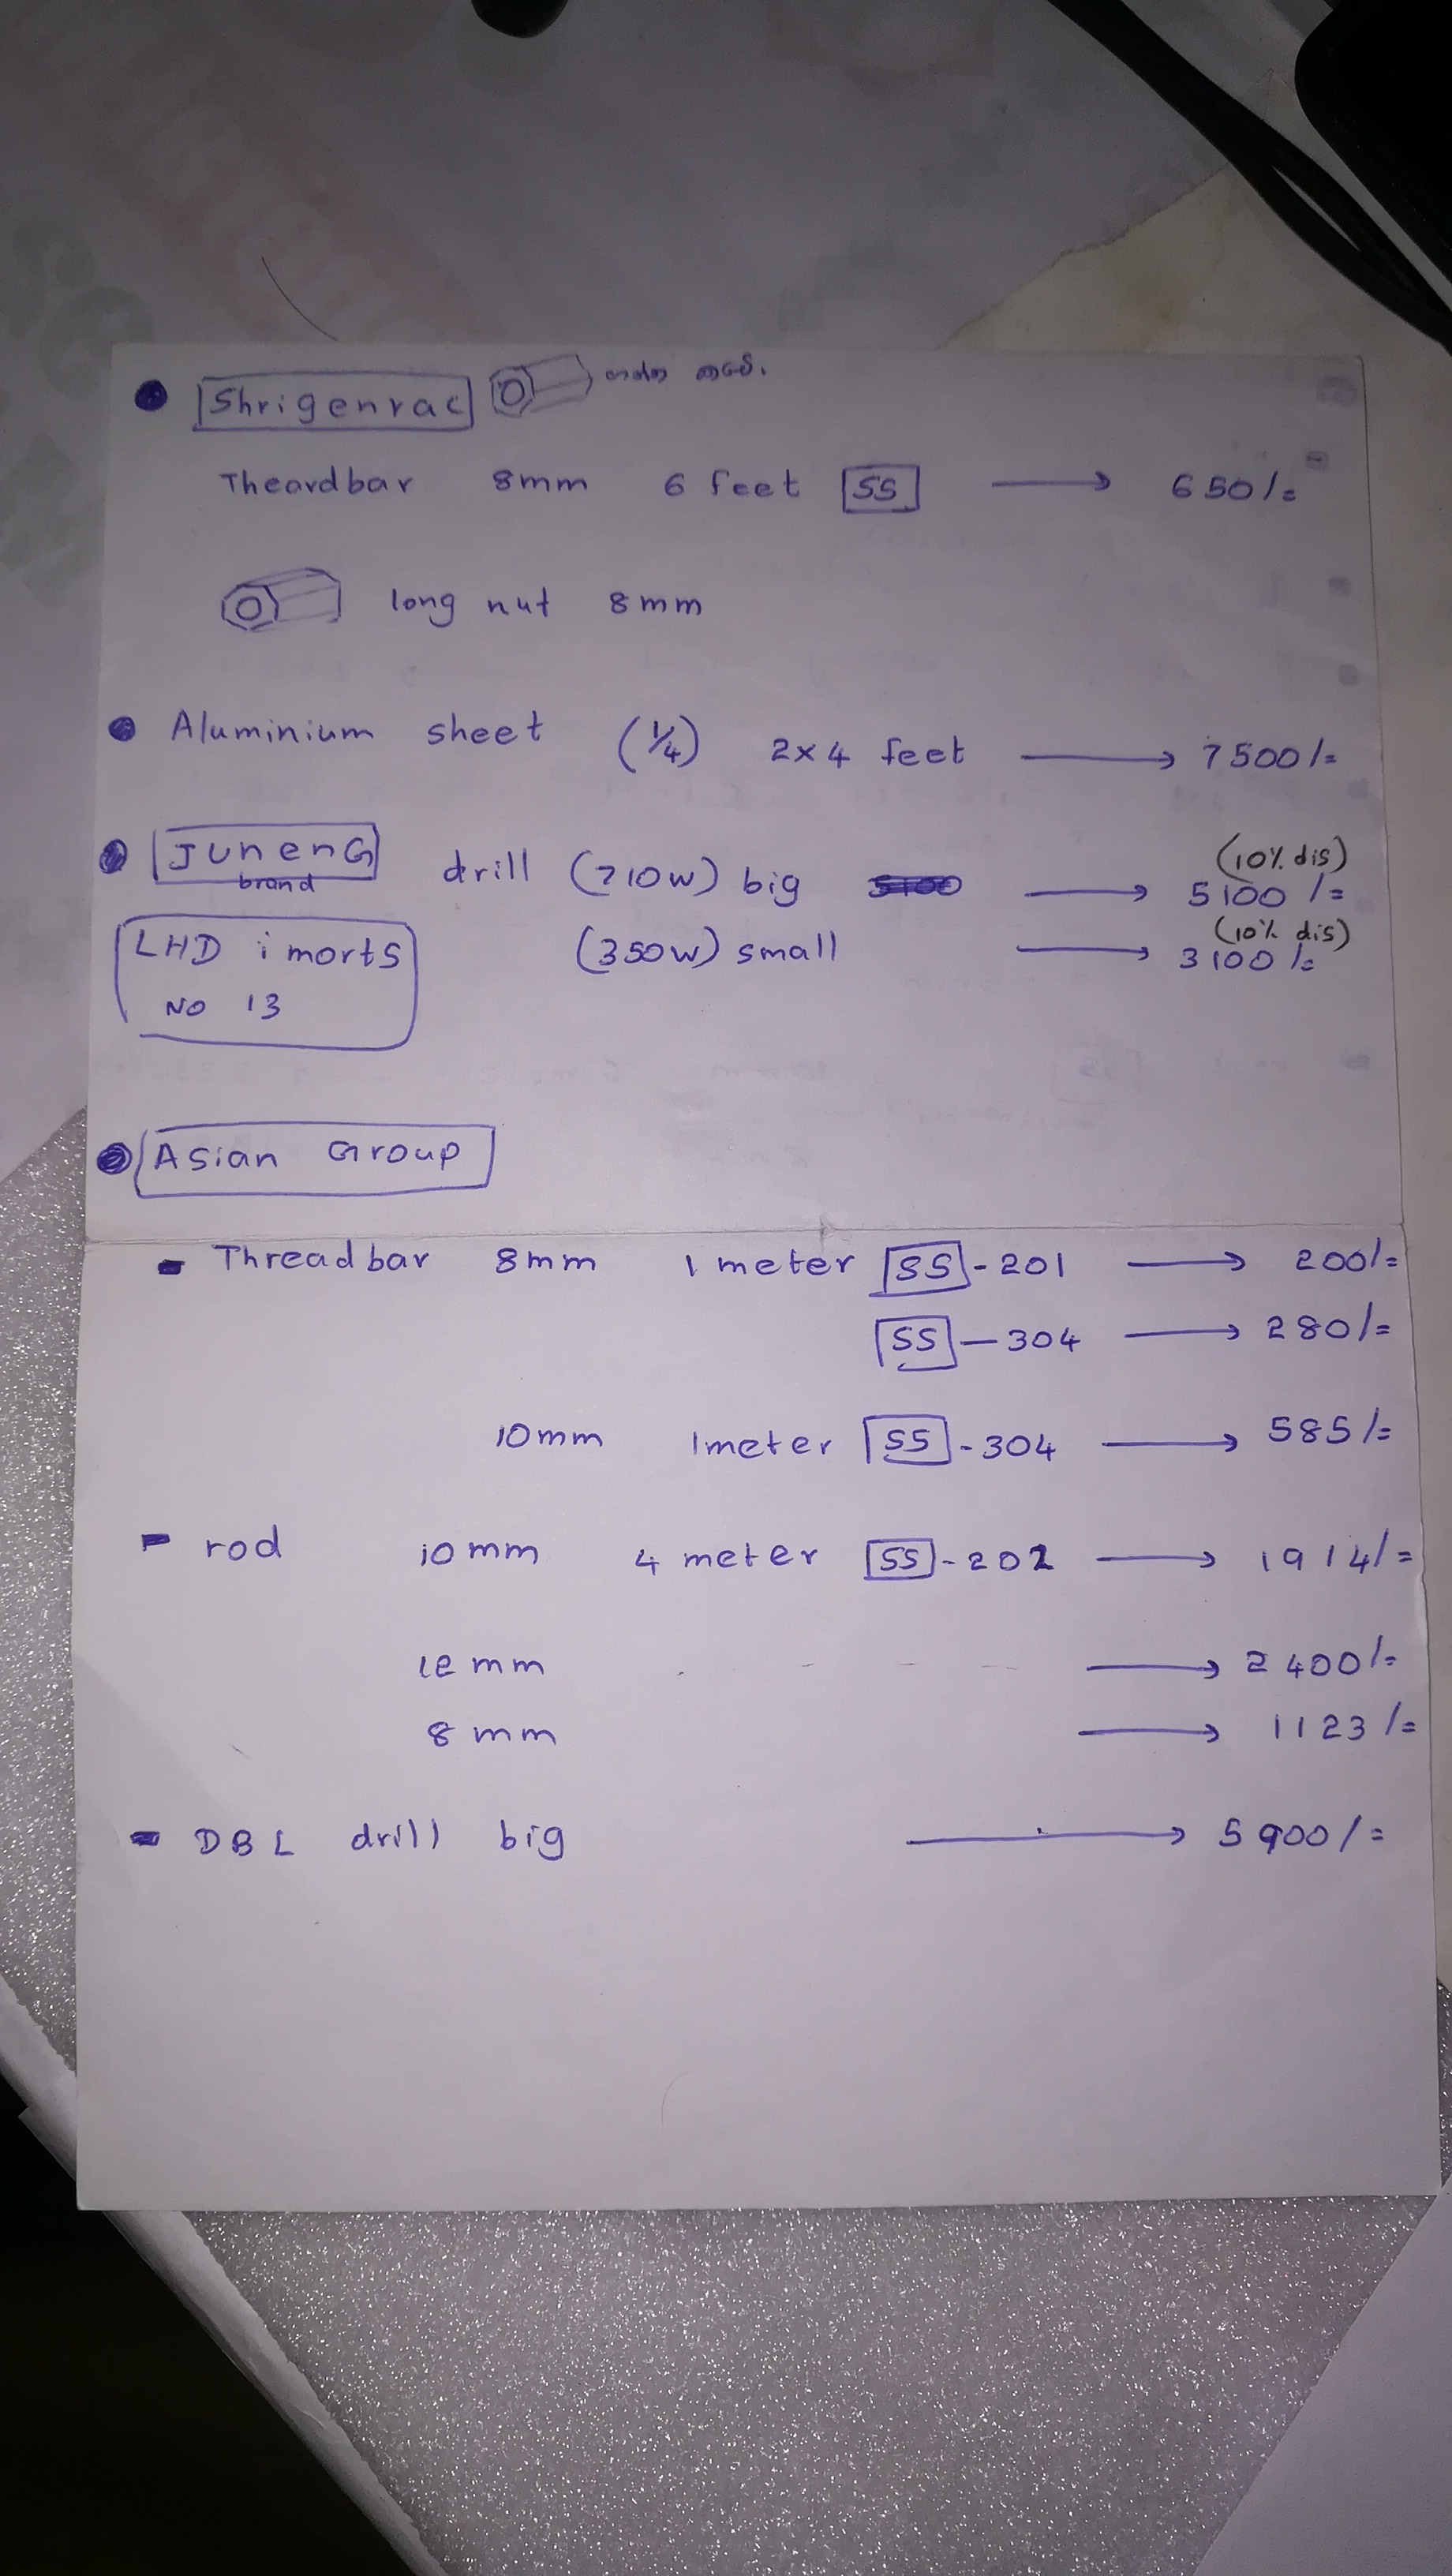 Shrigenrac
Theardbar 8mm 6 feet SS → 650/=
long nut 8mm
Aluminium sheet (1/4) 2x4 feet → 7500/=
JunenG drill (710W) big → 5100/= (10% dis)
brand
LHD imorts (350W) small → 3100/= (10% dis)
NO 13
Asian Group
- Threadbar 8mm 1 meter SS - 201 → 200/=
SS - 304 → 280/=
10mm 1meter SS - 304 → 585/=
- rod 10mm 4 meter SS - 202 → 1914/=
12mm → 2400/=
8mm → 1123/=
- DBL drill big → 5900/=